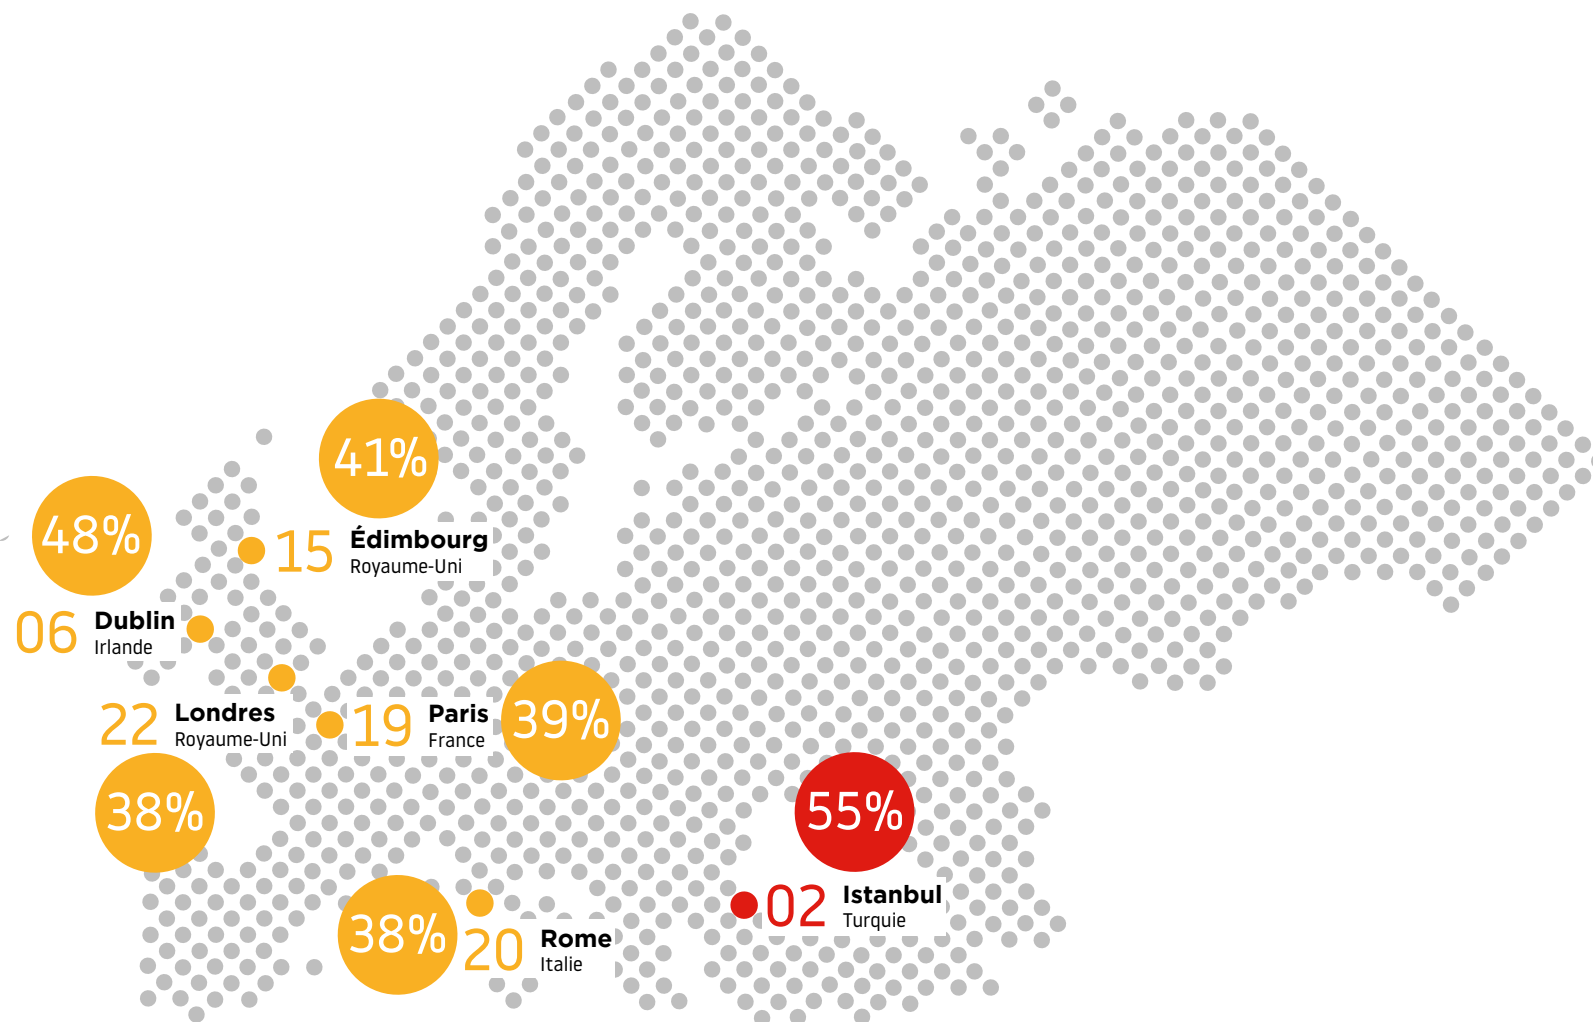 41%
15 Édimbourg
Royaume-Uni
48%
06 Dublin
Irlande
22 Londres
Royaume-Uni
38%
19 Paris
France
39%
55%
02 Istanbul
Turquie
38%
20 Rome
Italie